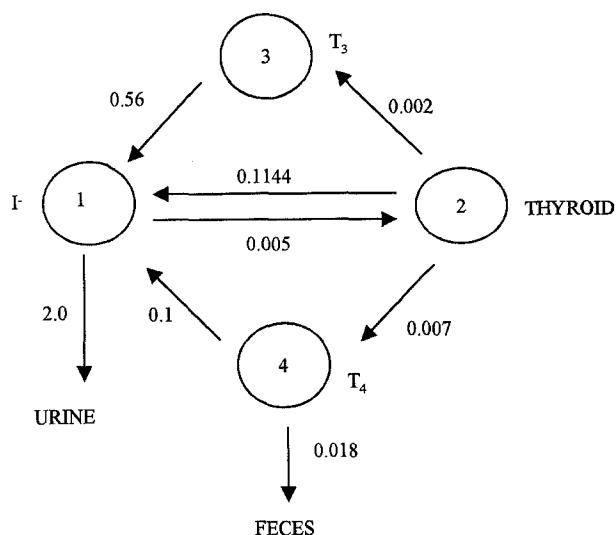 3 T₃
0.56
0.002
0.1144
I⁻ 1
2 THYROID
0.005
2.0
0.1
0.007
4
T₄
URINE
0.018
FECES